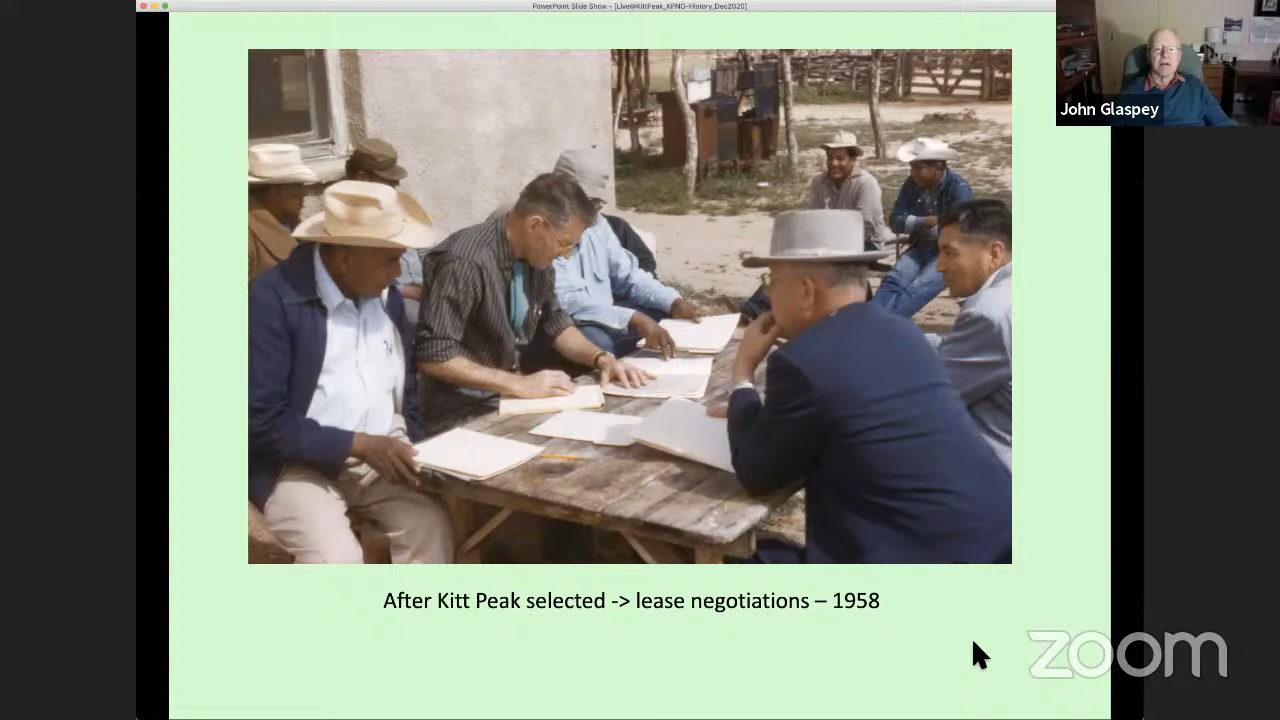 PowerPoint Slide Show - [Live@KittPeak_KPNO-History_Dec2020]
John Glaspey
After Kitt Peak selected -> lease negotiations – 1958
zoom